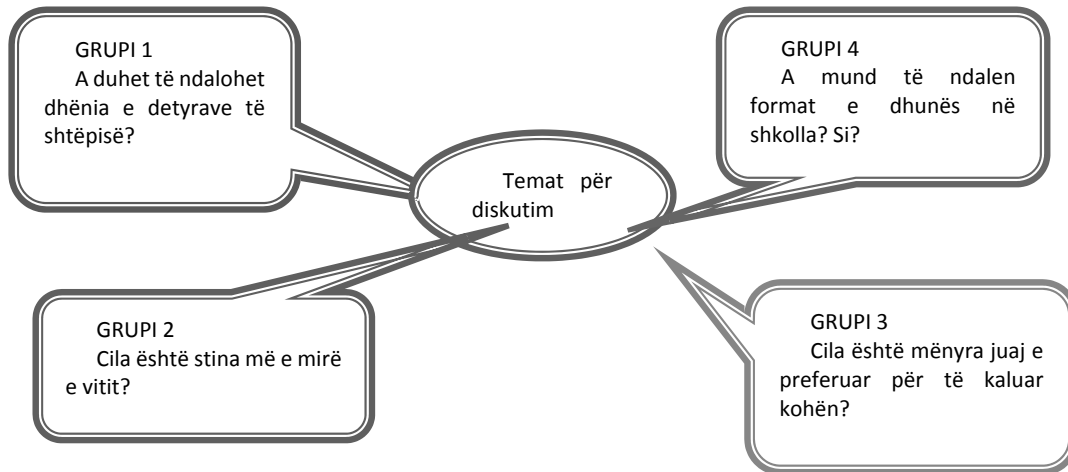 GRUPI 1
A duhet të ndalohet
dhënia e detyrave të
shtëpisë?
GRUPI 4
A mund të ndalen
format e dhunës në
shkolla? Si?
Temat për
diskutim
GRUPI 2
Cila është stina më e mirë
e vitit?
GRUPI 3
Cila është mënyra juaj e
preferuar për të kaluar
kohën?